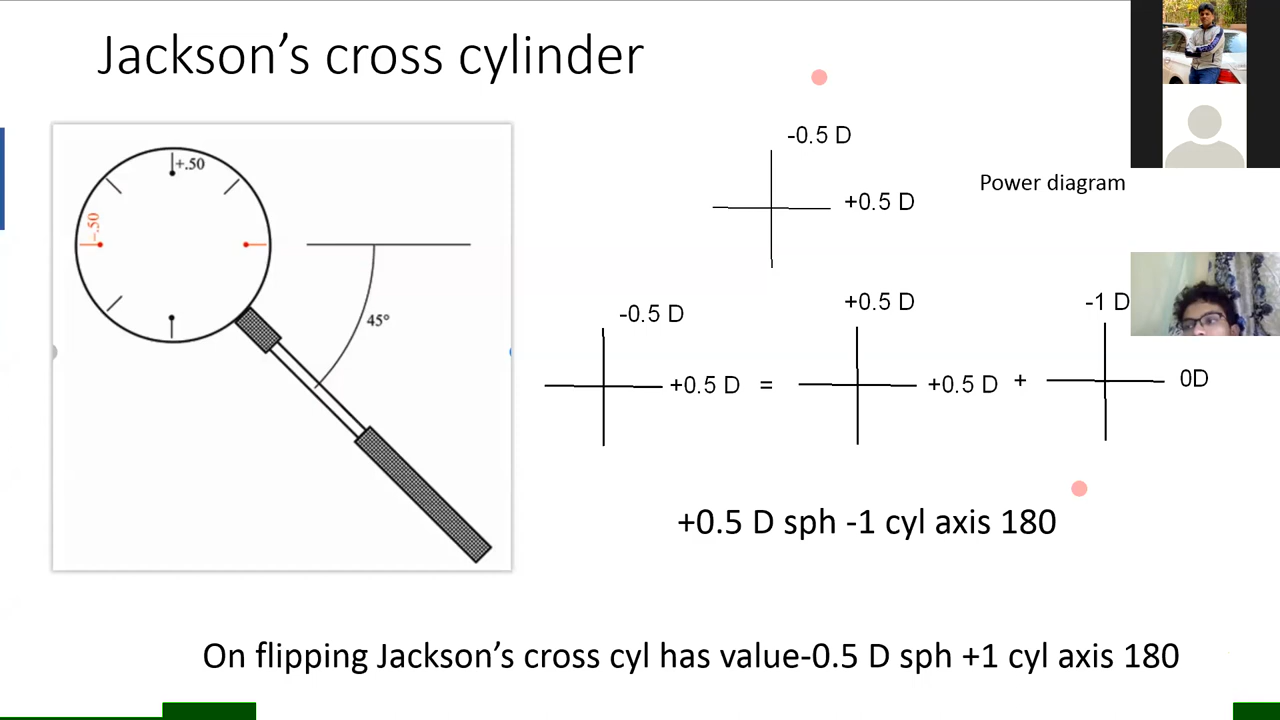 Jackson's cross cylinder
+.50
-.50
45°
-0.5 D
+0.5 D
Power diagram
-0.5 D
+0.5 D
=
+0.5 D
+0.5 D
+
-1 D
0D
+0.5 D sph -1 cyl axis 180
On flipping Jackson's cross cyl has value-0.5 D sph +1 cyl axis 180